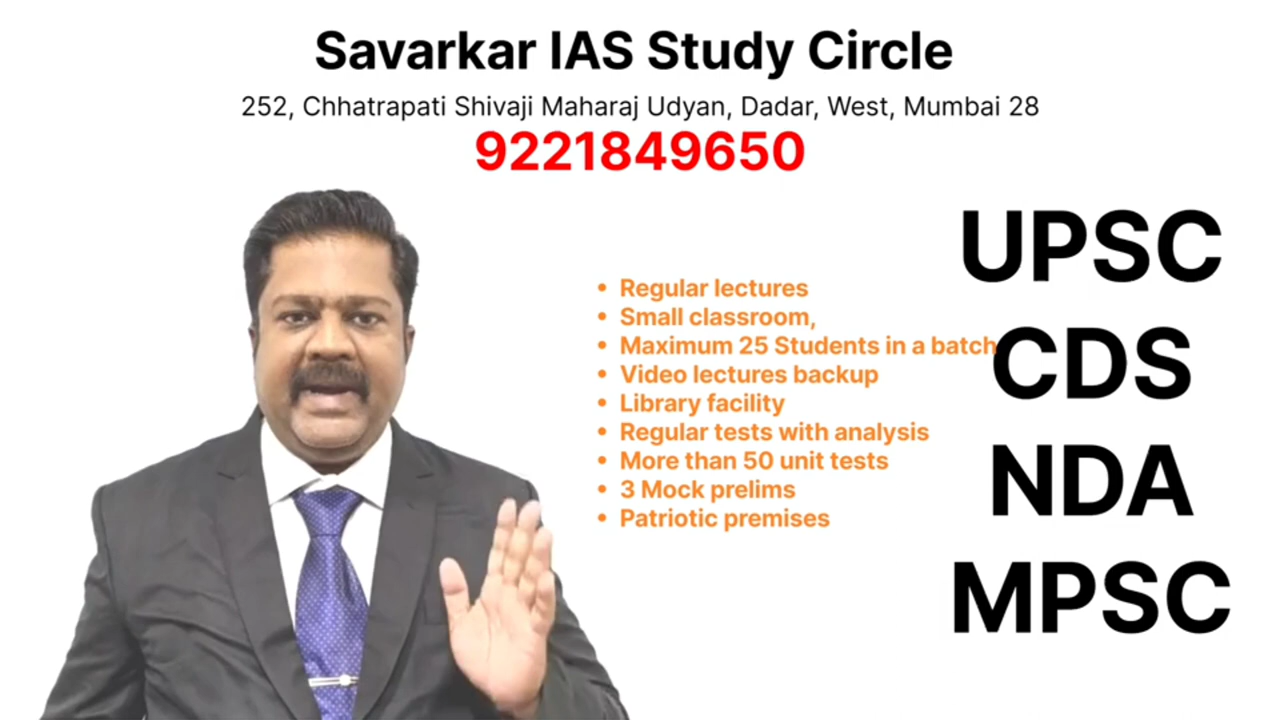 Savarkar IAS Study Circle
252, Chhatrapati Shivaji Maharaj Udyan, Dadar, West, Mumbai 28
9221849650
• Regular lectures
• Small classroom,
• Maximum 25 Students in a batch
• Video lectures backup
• Library facility
• Regular tests with analysis
• More than 50 unit tests
• 3 Mock prelims
• Patriotic premises
UPSC
CDS
NDA
MPSC